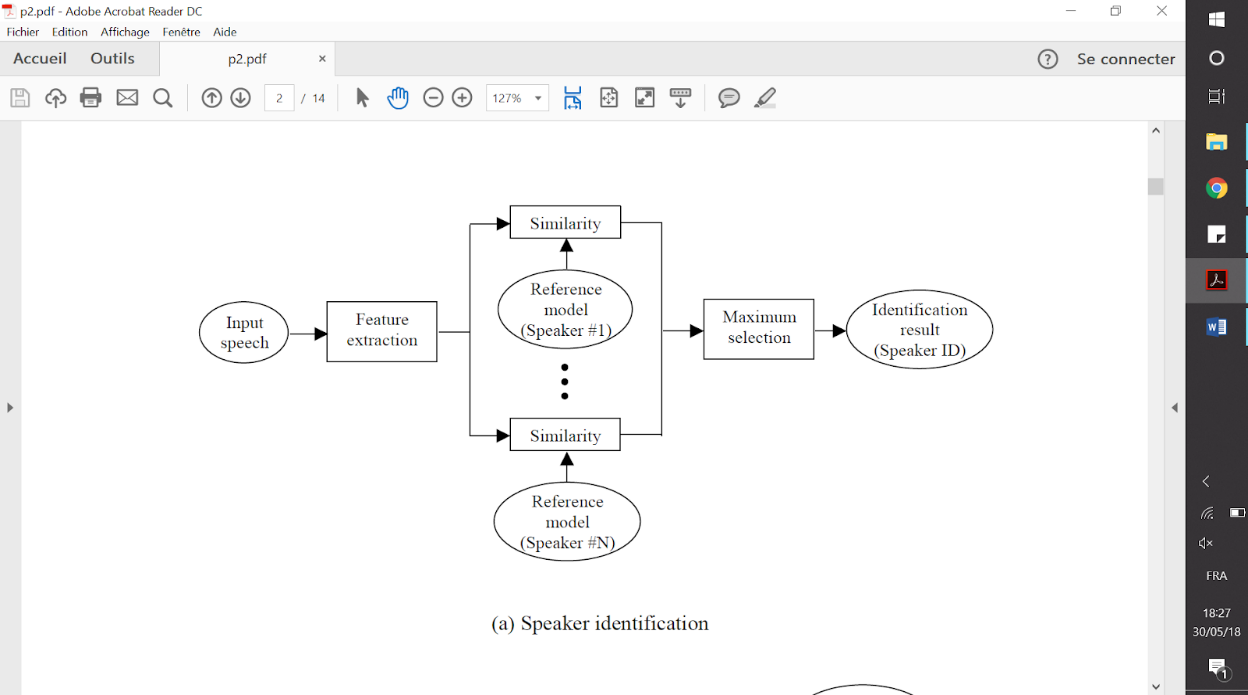 p2.pdf - Adobe Acrobat Reader DC
Fichier Edition Affichage Fenêtre Aide
Accueil Outils p2.pdf × ? Se connecter
2 / 14 127%
Similarity
Reference
model
(Speaker #1)
Input
speech
Feature
extraction
Maximum
selection
Identification
result
(Speaker ID)
Similarity
Reference
model
(Speaker #N)
(a) Speaker identification
W
FRA
18:27
30/05/18
1